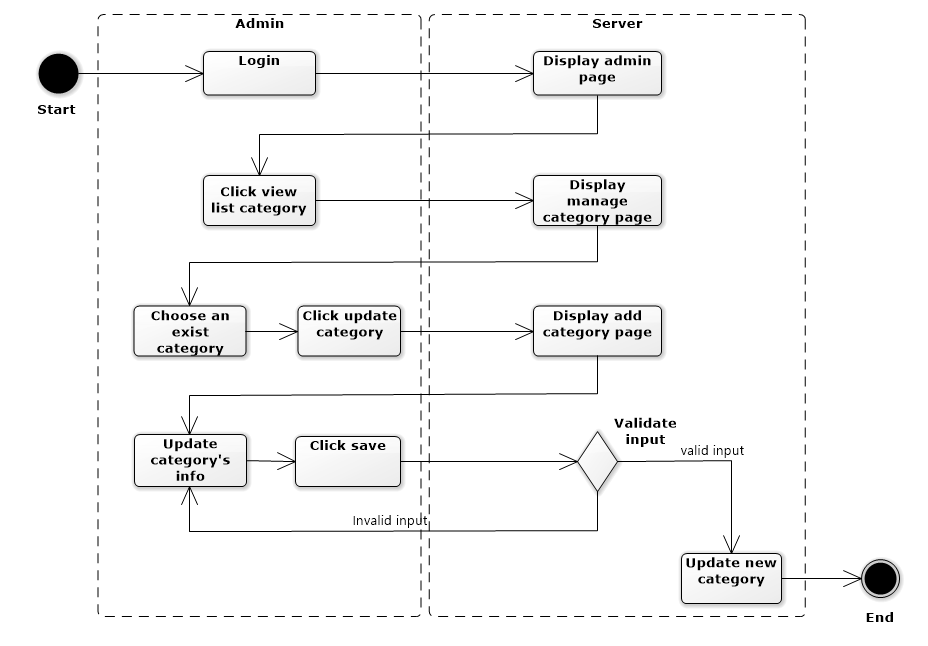 Admin
Server
Start
Login
Display admin
page
Click view
list category
Display
manage
category page
Choose an
exist
category
Click update
category
Display add
category page
Update
category's
info
Click save
Validate
input
valid input
Invalid input
Update new
category
End